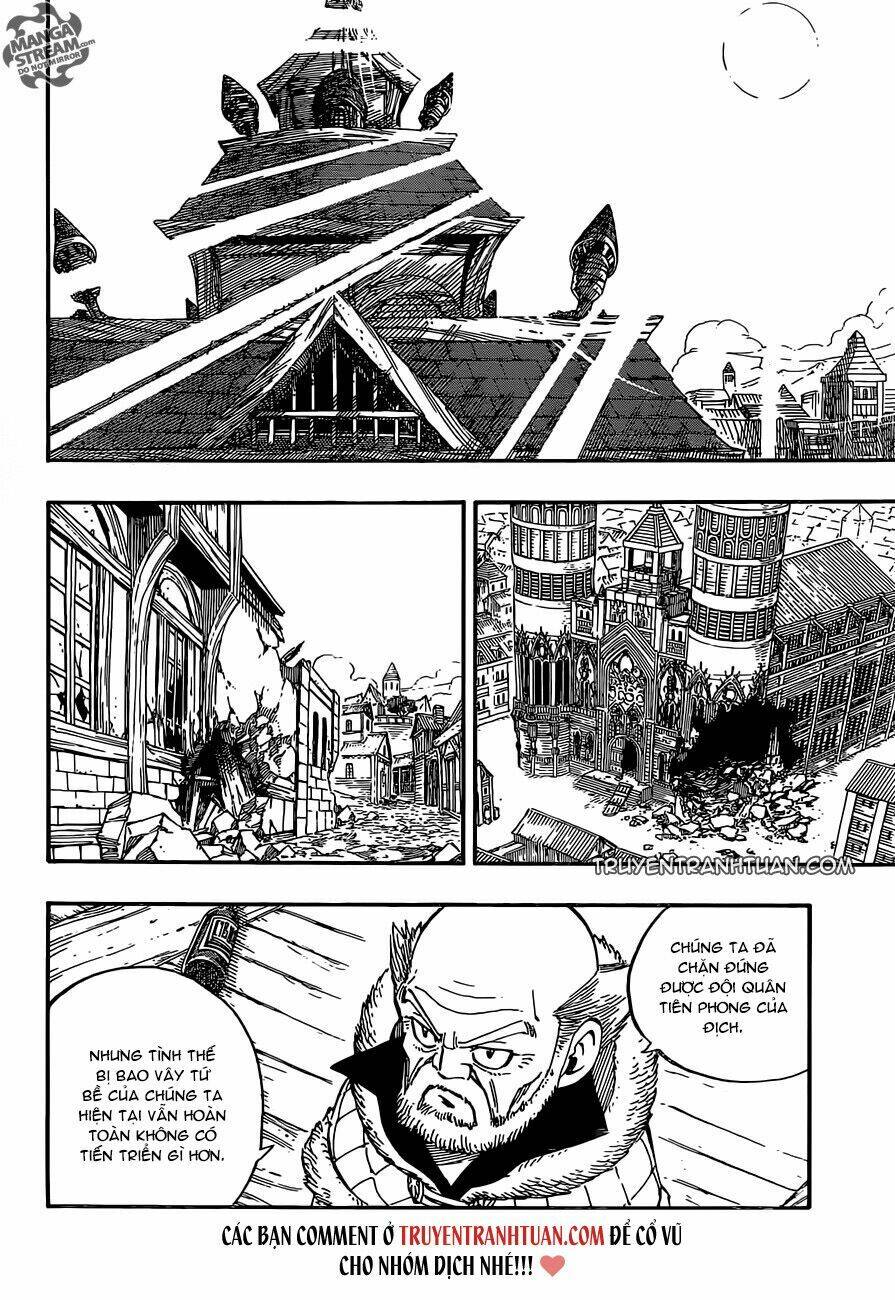 MANGA
STREAM.com
DO NOT MIRROR
TRUYENTRANHTUAN.COM
CHÚNG TA ĐÃ
CHẶN ĐỨNG
ĐƯỢC ĐỘI QUÂN
TIÊN PHONG CỦA
ĐỊCH.
NHƯNG TÌNH THẾ
BỊ BAO VÂY TỨ
BỀ CỦA CHÚNG TA
HIỆN TẠI VẪN HOÀN
TOÀN KHÔNG CÓ
TIẾN TRIỂN GÌ HƠN.
CÁC BẠN COMMENT Ở TRUYENTRANHTUAN.COM ĐỂ CỔ VŨ
CHO NHÓM DỊCH NHÉ!!! ❤